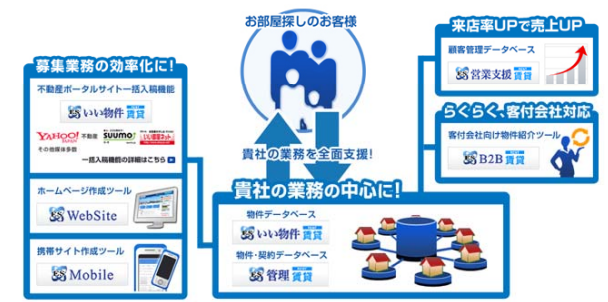 お部屋探しのお客様
貴社の業務を全面支援!
募集業務の効率化に!
不動産ポータルサイト一括入稿機能
いい物件 賃貸
YAHOO! JAPAN 不動産 SUUMO いい部屋ネット
その他媒体多数
一括入稿機能の詳細はこちら
ホームページ作成ツール
WebSite
携帯サイト作成ツール
Mobile
貴社の業務の中心に!
物件データベース
いい物件 賃貸
物件・契約データベース
管理 賃貸
来店率UPで売上UP
顧客管理データベース
営業支援 賃貸
らくらく、客付会社対応
客付会社向け物件紹介ツール
B2B 賃貸